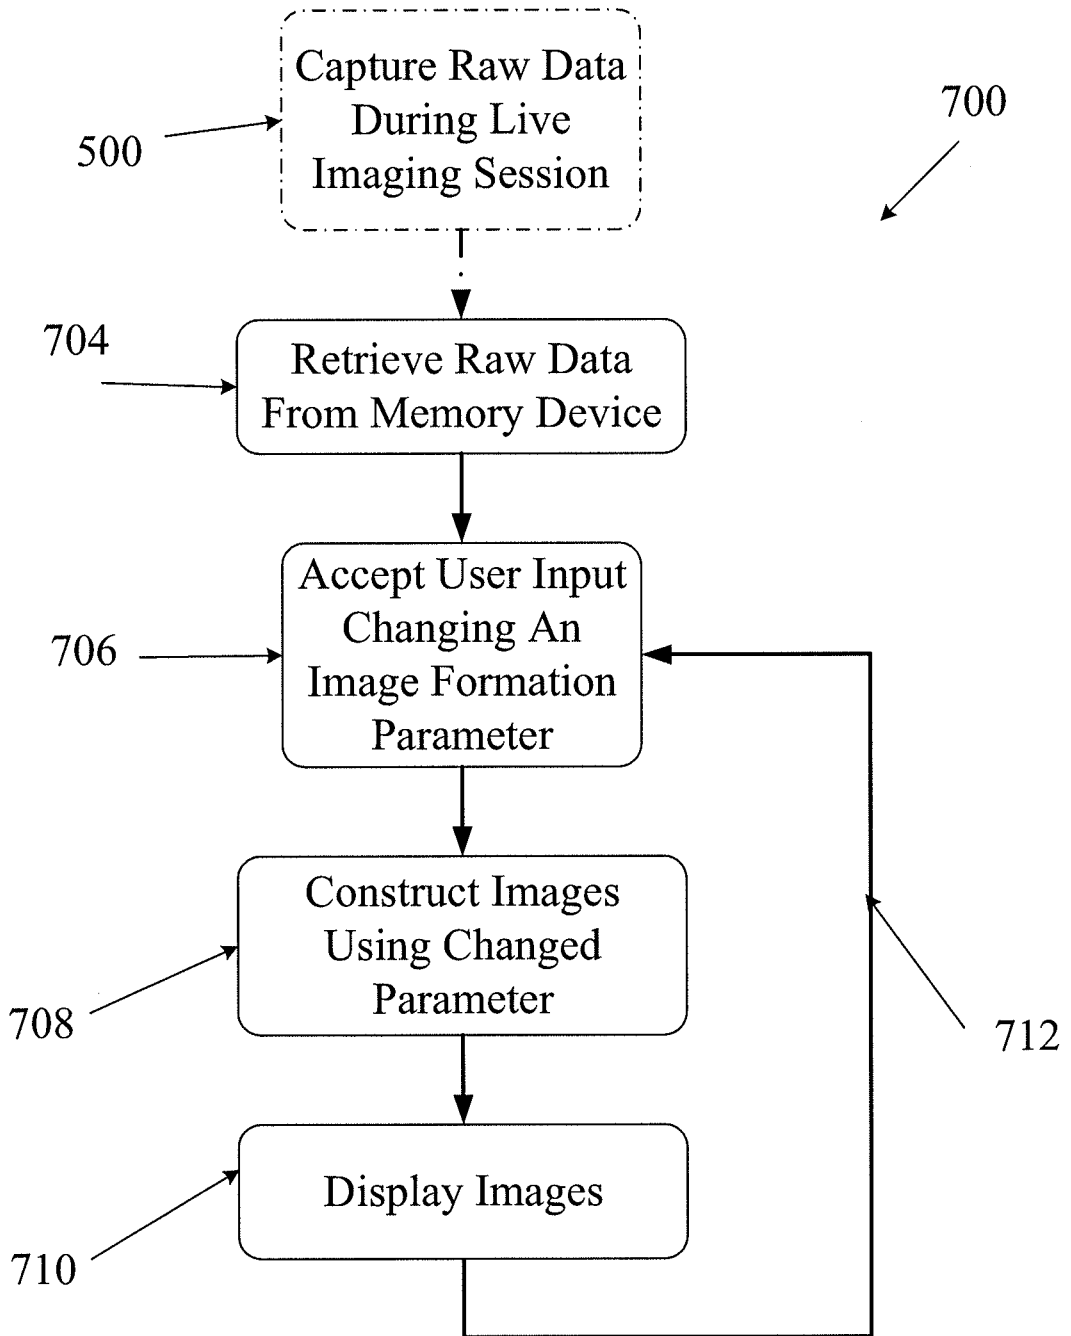 Capture Raw Data
During Live
Imaging Session
500
700
704
Retrieve Raw Data
From Memory Device
706
Accept User Input
Changing An
Image Formation
Parameter
708
Construct Images
Using Changed
Parameter
712
710
Display Images